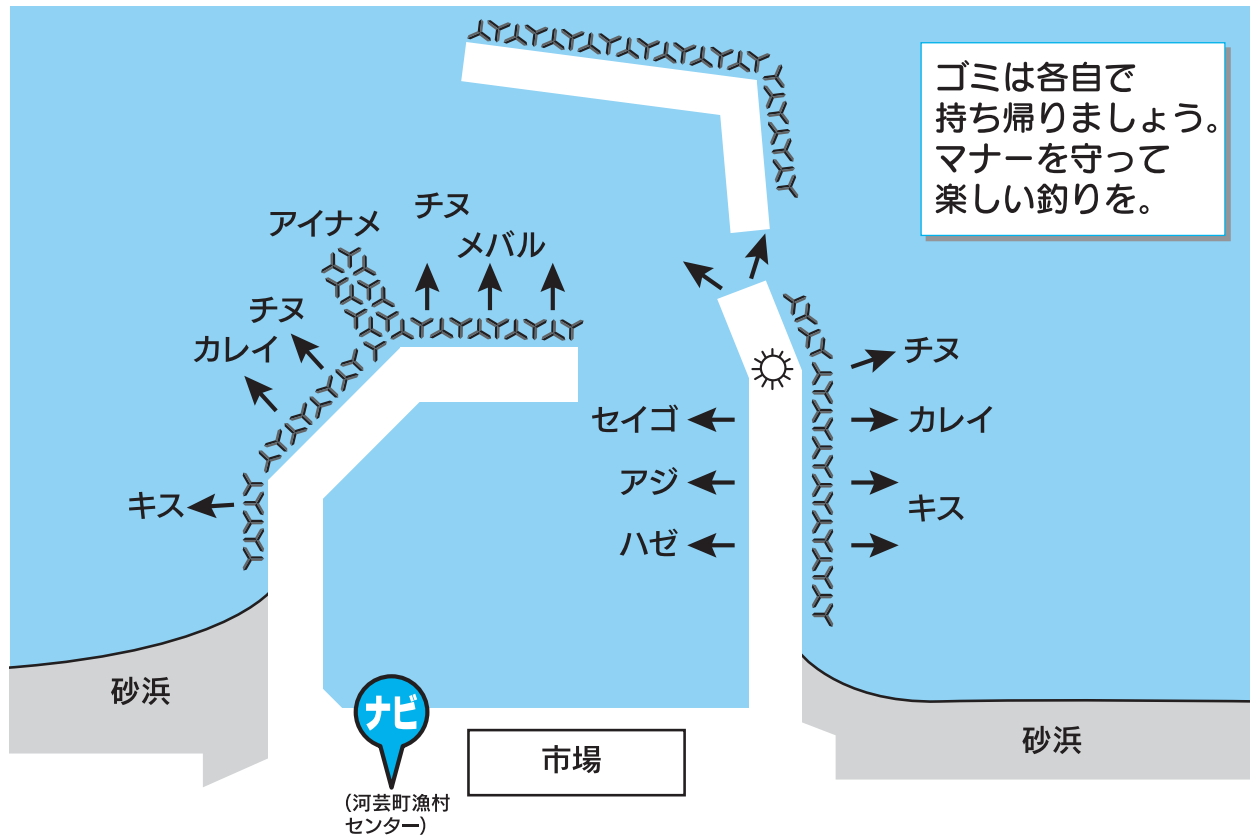 ゴミは各自で
持ち帰りましょう。
マナーを守って
楽しい釣りを。
チヌ
アイナメ
メバル
チヌ
カレイ
キス
チヌ
セイゴ
カレイ
アジ
キス
ハゼ
砂浜
ナビ
(河芸町漁村
センター)
市場
砂浜